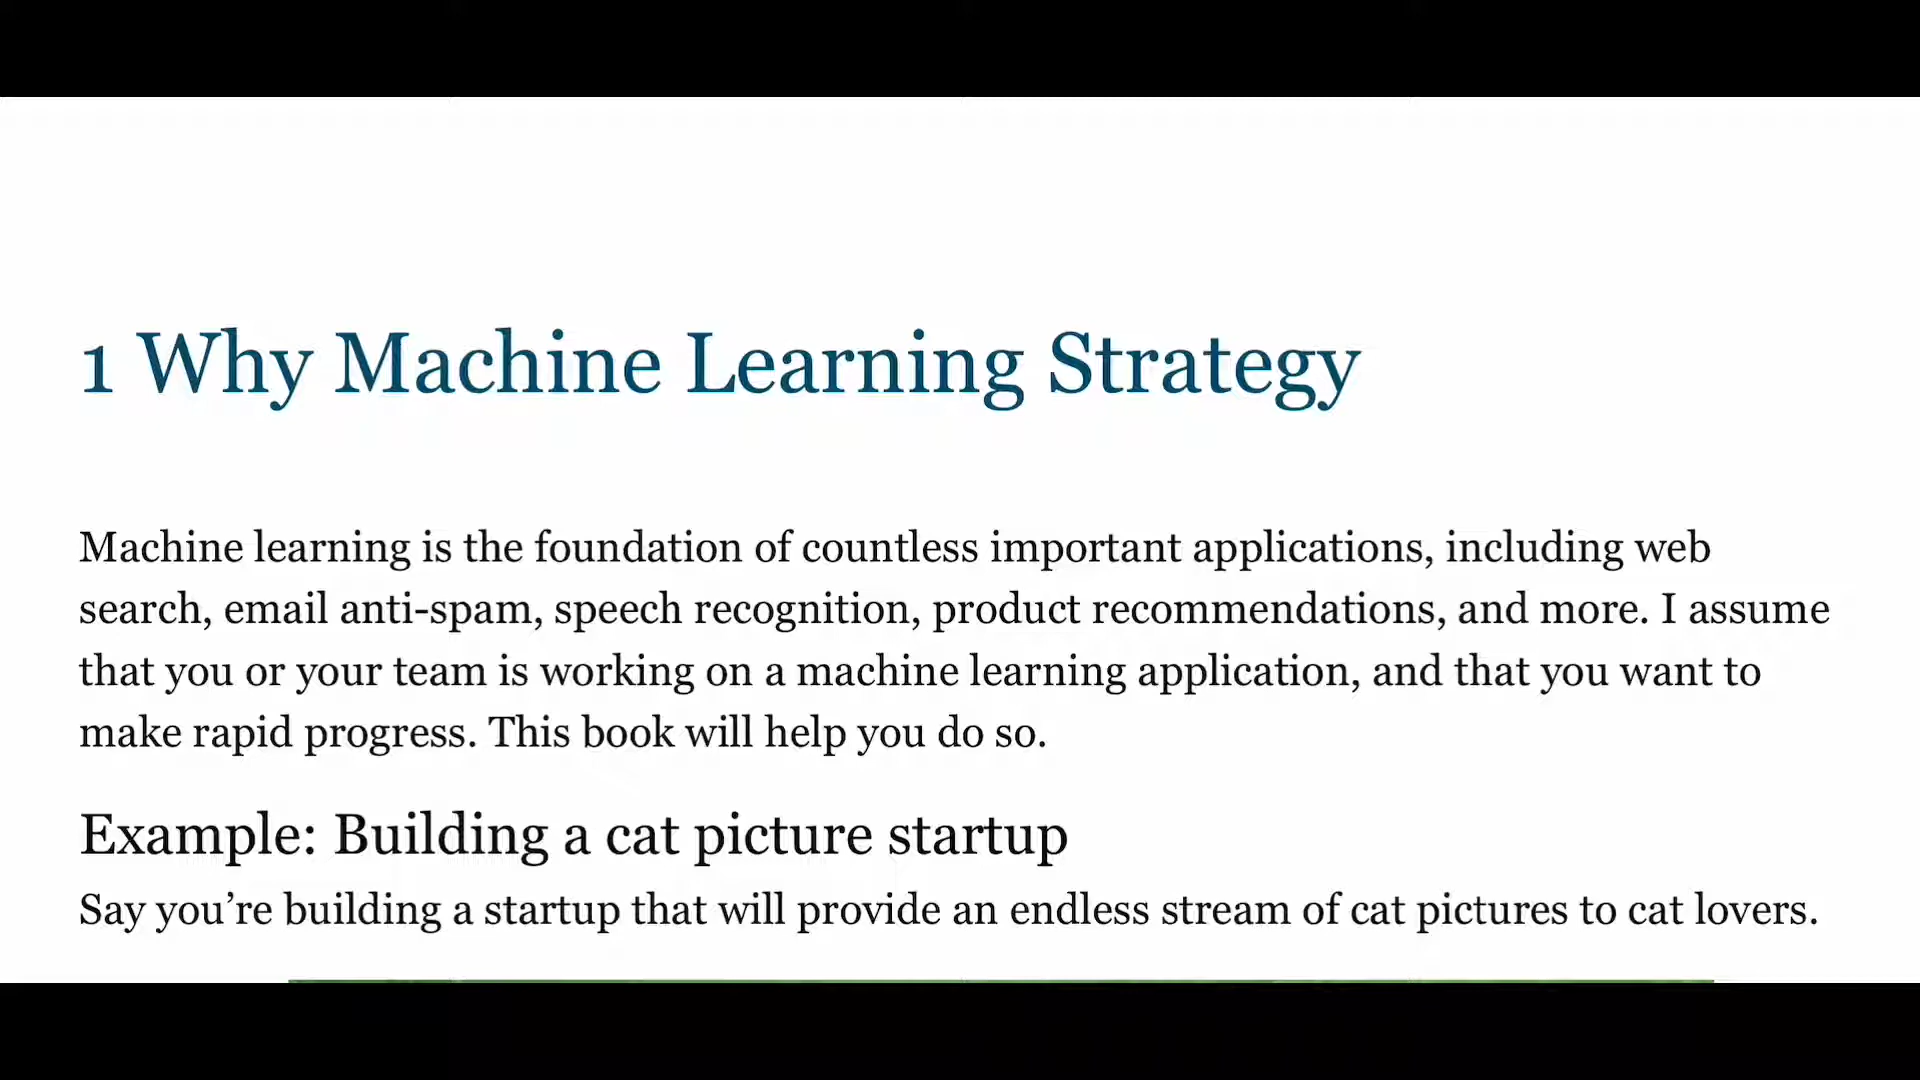 1 Why Machine Learning Strategy
Machine learning is the foundation of countless important applications, including web
search, email anti-spam, speech recognition, product recommendations, and more. I assume
that you or your team is working on a machine learning application, and that you want to
make rapid progress. This book will help you do so.
Example: Building a cat picture startup
Say you’re building a startup that will provide an endless stream of cat pictures to cat lovers.